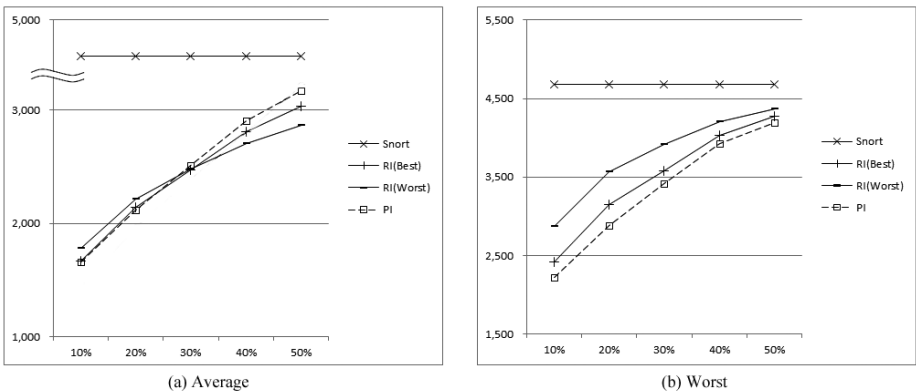 5,000
3,000
2,000
1,000
10%
20%
30%
40%
50%
Snort
RI(Best)
RI(Worst)
PI
(a) Average
5,500
4,500
3,500
2,500
1,500
10%
20%
30%
40%
50%
Snort
RI(Best)
RI(Worst)
PI
(b) Worst